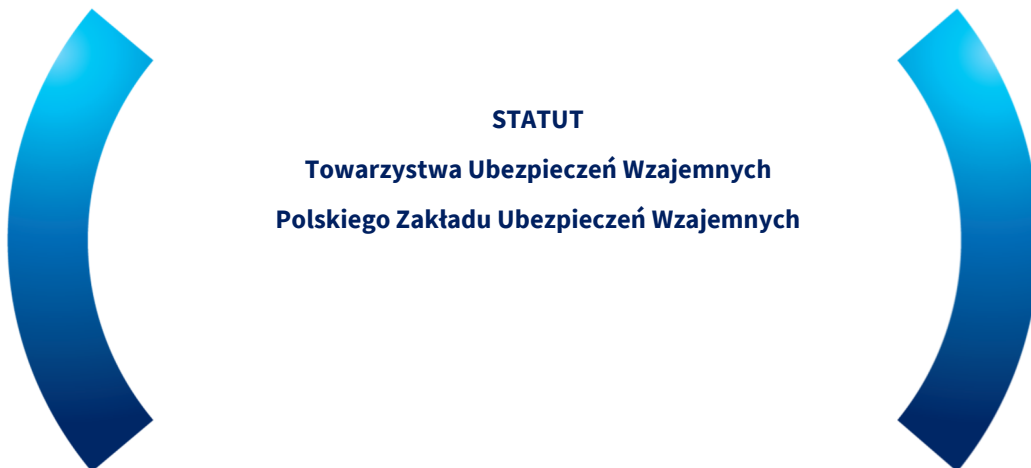 STATUT
Towarzystwa Ubezpieczeń Wzajemnych
Polskiego Zakładu Ubezpieczeń Wzajemnych